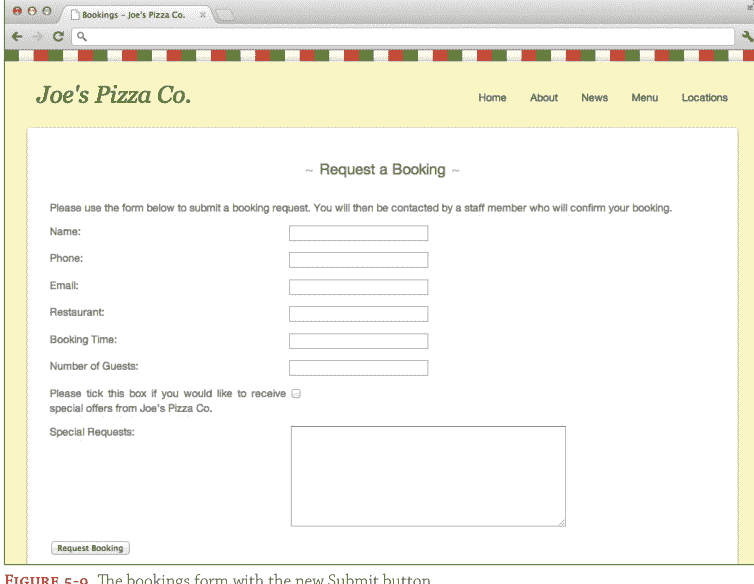 Bookings – Joe's Pizza Co.
Joe's Pizza Co.
Home About News Menu Locations
~ Request a Booking ~
Please use the form below to submit a booking request. You will then be contacted by a staff member who will confirm your booking.
Name:
Phone:
Email:
Restaurant:
Booking Time:
Number of Guests:
Please tick this box if you would like to receive
special offers from Joe's Pizza Co.
Special Requests:
Request Booking
FIGURE 5-9 The bookings form with the new Submit button